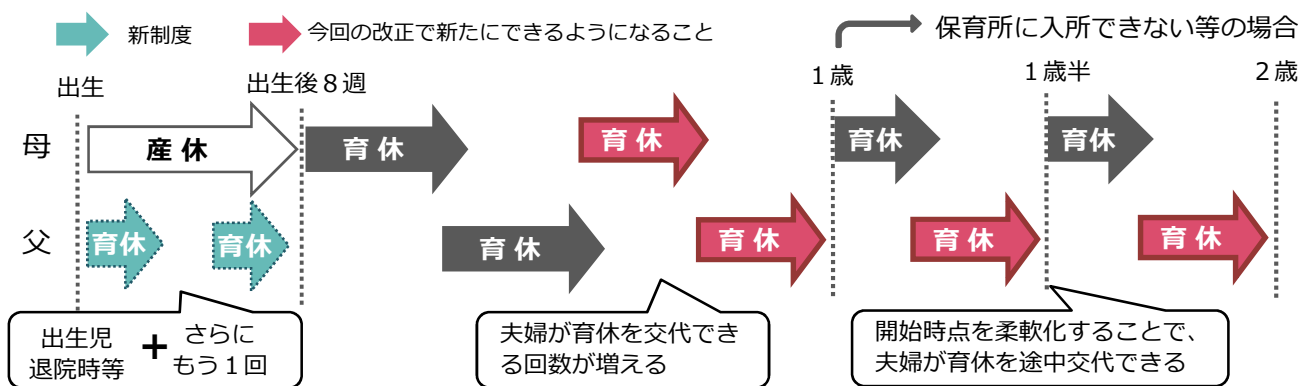 新制度
今回の改正で新たにできるようになること
保育所に入所できない等の場合
出生
出生後８週
１歳
１歳半
２歳
母
産 休
育 休
育 休
育休
育休
父
育休
育休
育 休
育 休
育 休
育 休
出生児
退院時等
＋
さらに
もう１回
夫婦が育休を交代でき
る回数が増える
開始時点を柔軟化することで、
夫婦が育休を途中交代できる